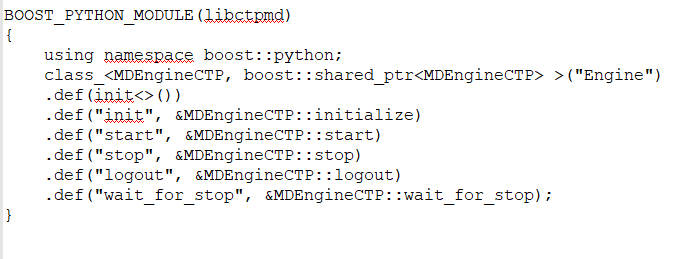 BOOST_PYTHON_MODULE(libctpmd)
{
    using namespace boost::python;
    class_<MDEngineCTP, boost::shared_ptr<MDEngineCTP> >("Engine")
    .def(init<>())
    .def("init", &MDEngineCTP::initialize)
    .def("start", &MDEngineCTP::start)
    .def("stop", &MDEngineCTP::stop)
    .def("logout", &MDEngineCTP::logout)
    .def("wait_for_stop", &MDEngineCTP::wait_for_stop);
}